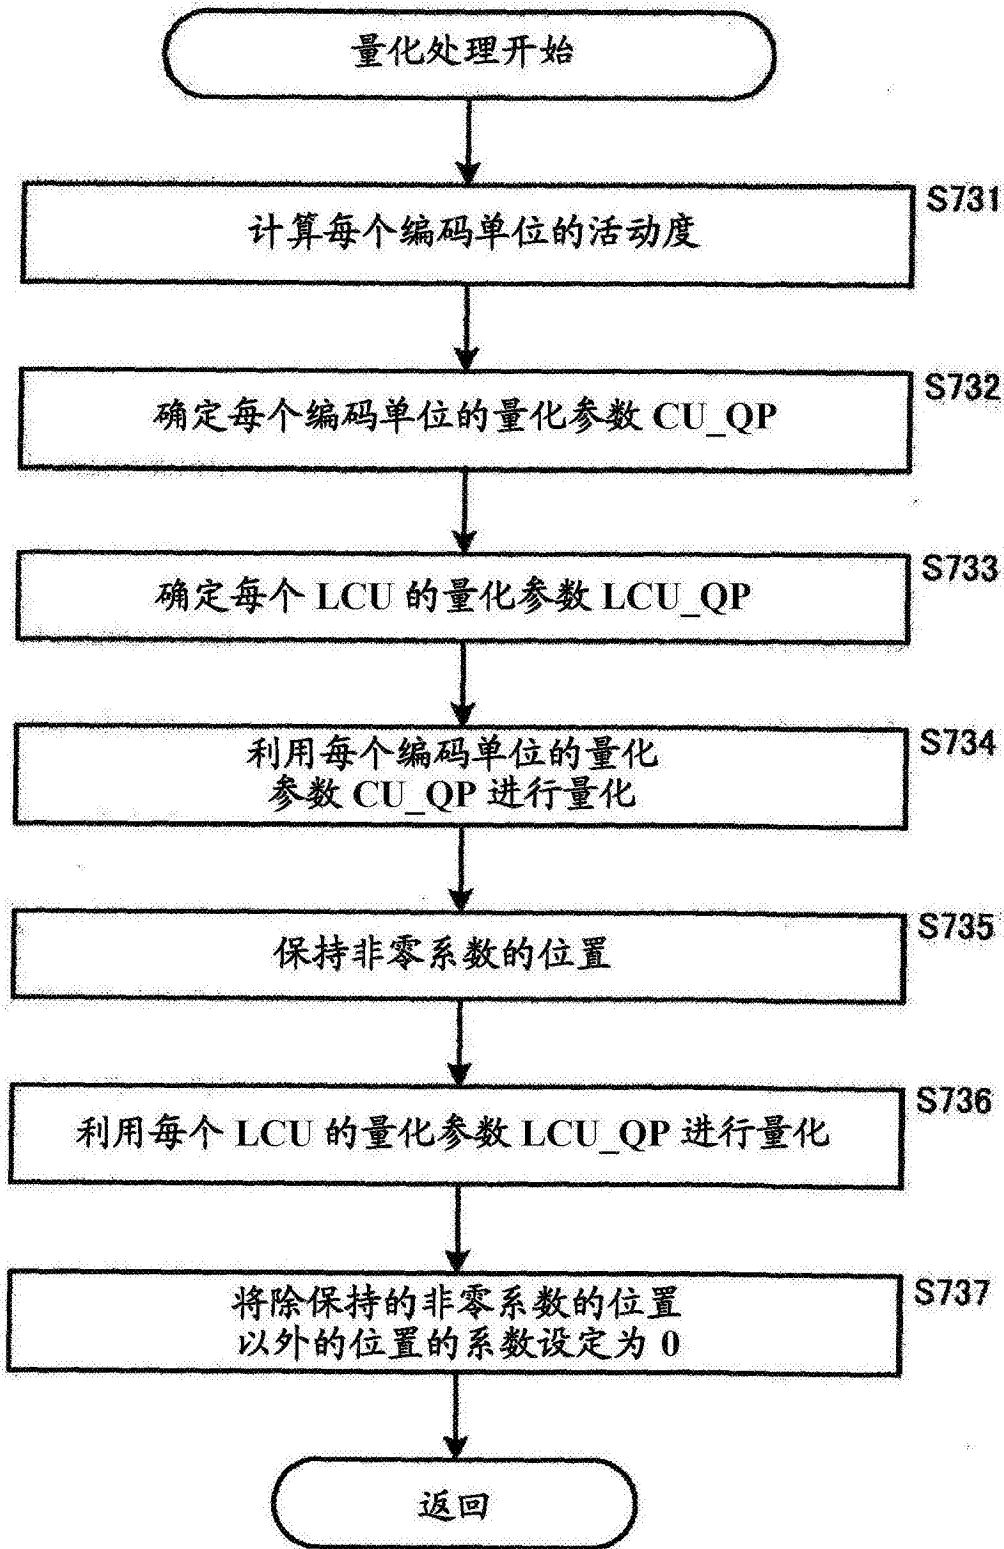 量化处理开始
S731
计算每个编码单位的活动度
S732
确定每个编码单位的量化参数 CU_QP
S733
确定每个 LCU 的量化参数 LCU_QP
S734
利用每个编码单位的量化
参数 CU_QP 进行量化
S735
保持非零系数的位置
S736
利用每个 LCU 的量化参数 LCU_QP 进行量化
S737
将除保持的非零系数的位置
以外的位置的系数设定为 0
返回